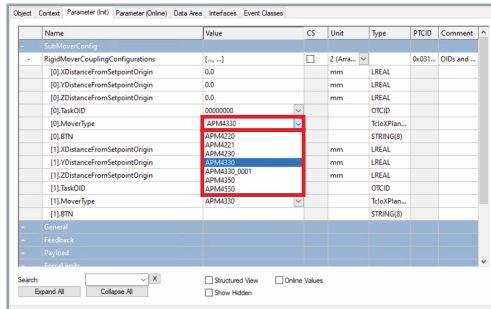 Object Context Parameter (Init) Parameter (Online) Data Area Interfaces Event Classes
Name Value CS Unit Type PTCID Comment
- SubMoverConfig
- RigidMoverCouplingConfigurations [..., ...] 2 (Arra... 0x031... OIDs and ...
[0].XDistanceFromSetpointOrigin 0.0 mm LREAL
[0].YDistanceFromSetpointOrigin 0.0 mm LREAL
[0].ZDistanceFromSetpointOrigin 0.0 mm LREAL
[0].TaskOID 00000000 OTCID
[0].MoverType APM4330 TcIoXPlan...
[0].BTN APM4220 STRING(8)
APM4221
[1].XDistanceFromSetpointOrigin APM4230 mm LREAL
[1].YDistanceFromSetpointOrigin APM4330 mm LREAL
APM4330_0001
[1].ZDistanceFromSetpointOrigin APM4350 mm LREAL
[1].TaskOID APM4550 OTCID
[1].MoverType APM4330 TcIoXPlan...
[1].BTN STRING(8)
+ General
+ Feedback
+ Payload
Search: X Structured View Online Values
Expand All Collapse All Show Hidden